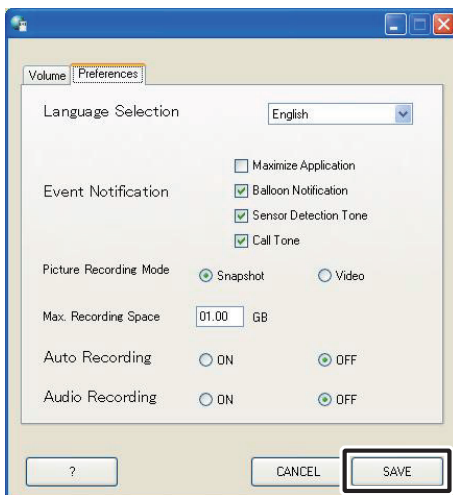 Volume Preferences
Language Selection English
Maximize Application
Event Notification Balloon Notification
Sensor Detection Tone
Call Tone
Picture Recording Mode Snapshot Video
Max. Recording Space 01.00 GB
Auto Recording ON OFF
Audio Recording ON OFF
? CANCEL SAVE